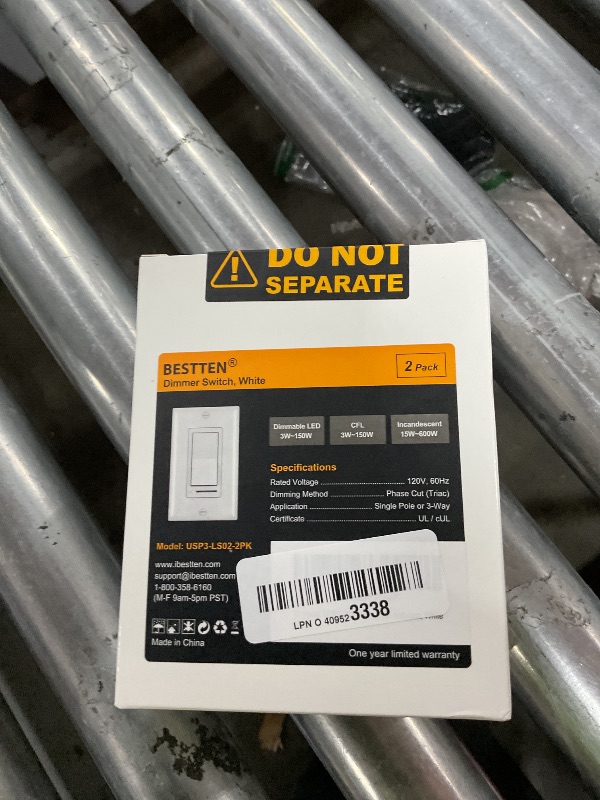 DO NOT
SEPARATE
BESTTEN®
Dimmer Switch, White
2 Pack
Dimmable LED
3W~150W
CFL
3W~150W
Incandescent
15W~600W
Specifications
Rated Voltage ........................ 120V, 60Hz
Dimming Method .................... Phase Cut (Triac)
Application ........................ Single Pole or 3-Way
Certificate ........................ UL / cUL
Model: USP3-LS02-2PK
www.ibestten.com
support@ibestten.com
1-800-358-6160
(M-F 9am-5pm PST)
LPN O 409523338
Made in China
One year limited warranty